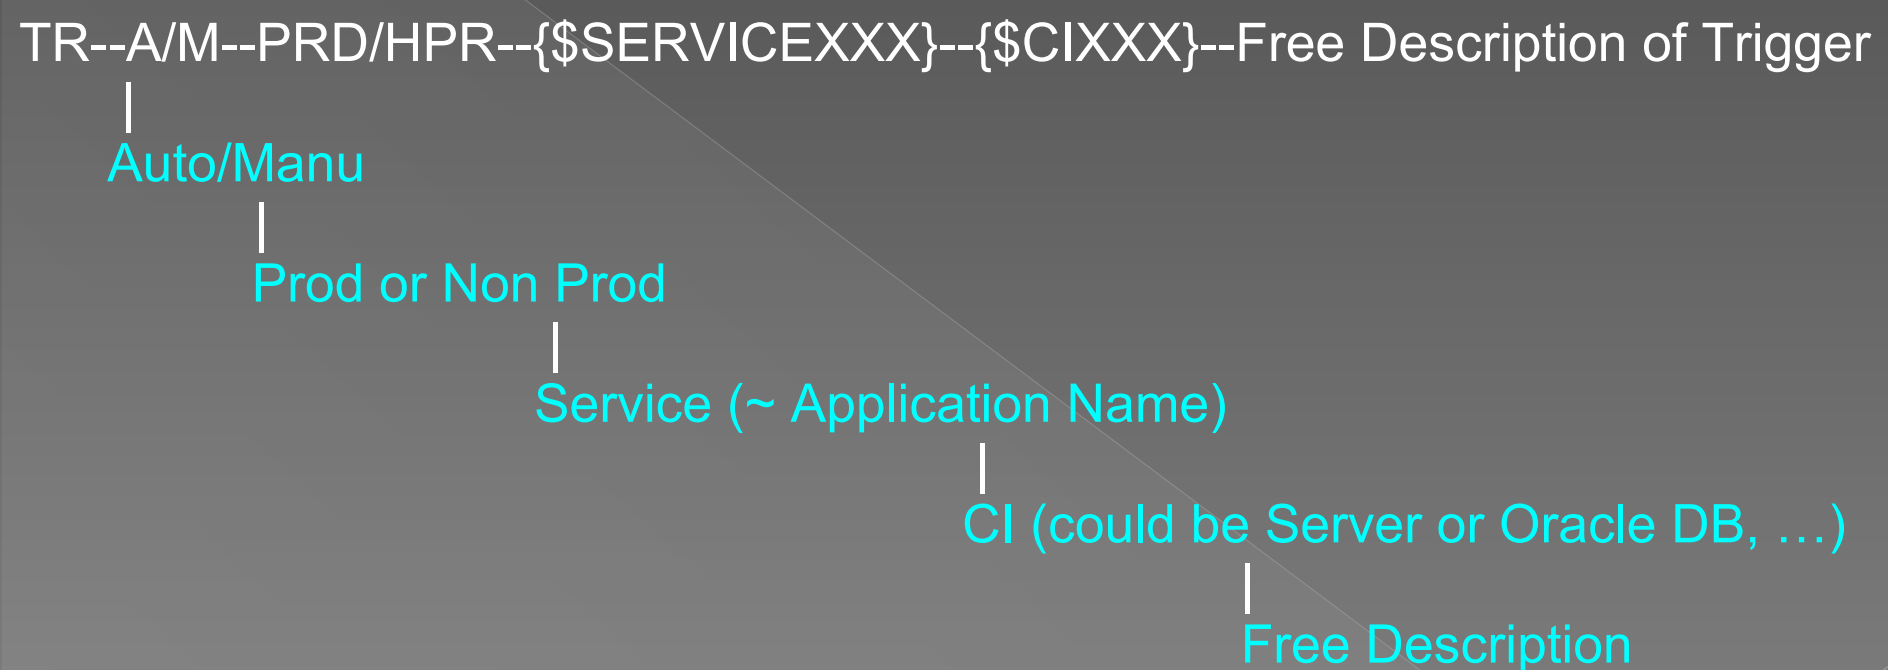 TR--A/M--PRD/HPR--{$SERVICEXXX}--{$CIXXX}--Free Description of Trigger
Auto/Manu
Prod or Non Prod
Service (~ Application Name)
CI (could be Server or Oracle DB, …)
Free Description